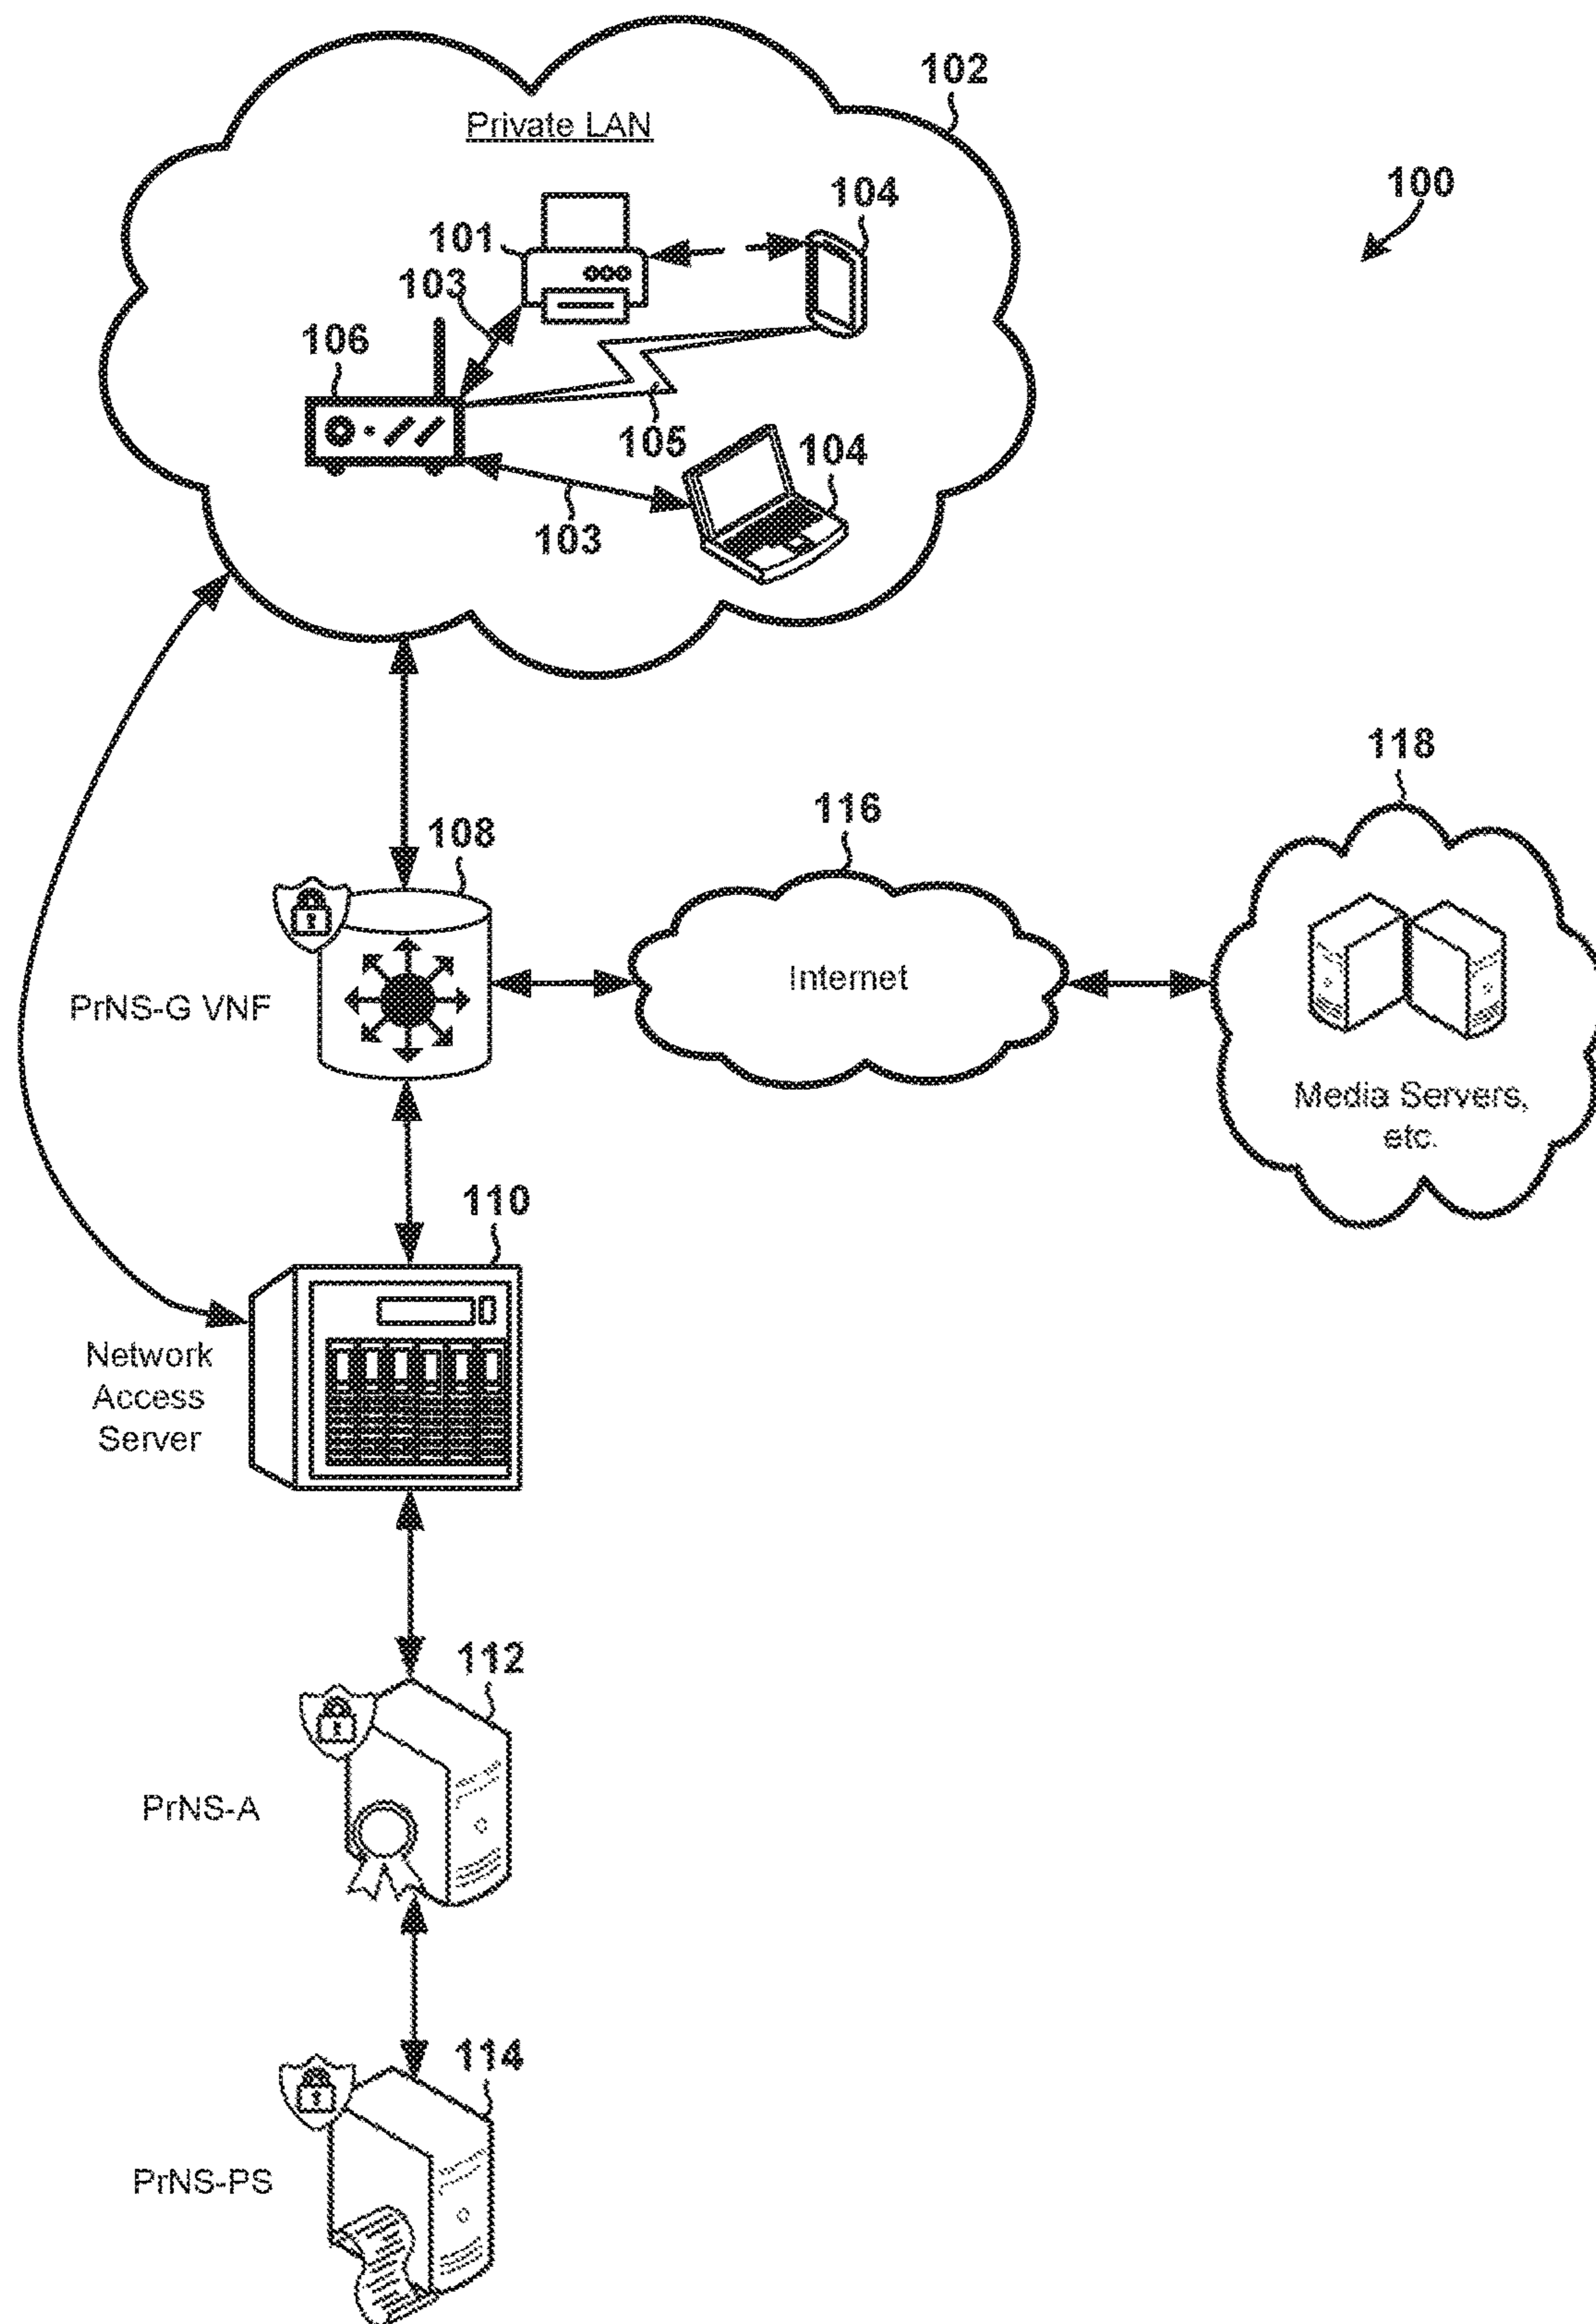 102
Private LAN
100
104
101
103
106
105
104
103
118
116
108
Internet
PrNS-G VNF
Media Servers,
etc.
110
Network
Access
Server
112
PrNS-A
114
PrNS-PS